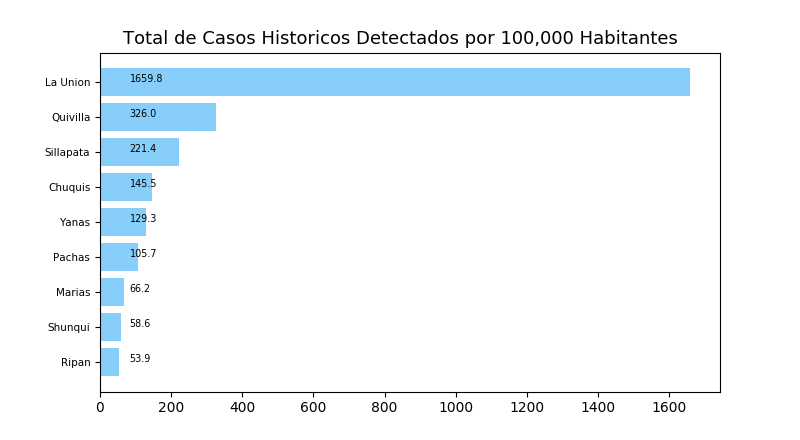 Total de Casos Historicos Detectados por 100,000 Habitantes
La Union 1659.8
Quivilla 326.0
Sillapata 221.4
Chuquis 145.5
Yanas 129.3
Pachas 105.7
Marias 66.2
Shunqui 58.6
Ripan 53.9
0 200 400 600 800 1000 1200 1400 1600